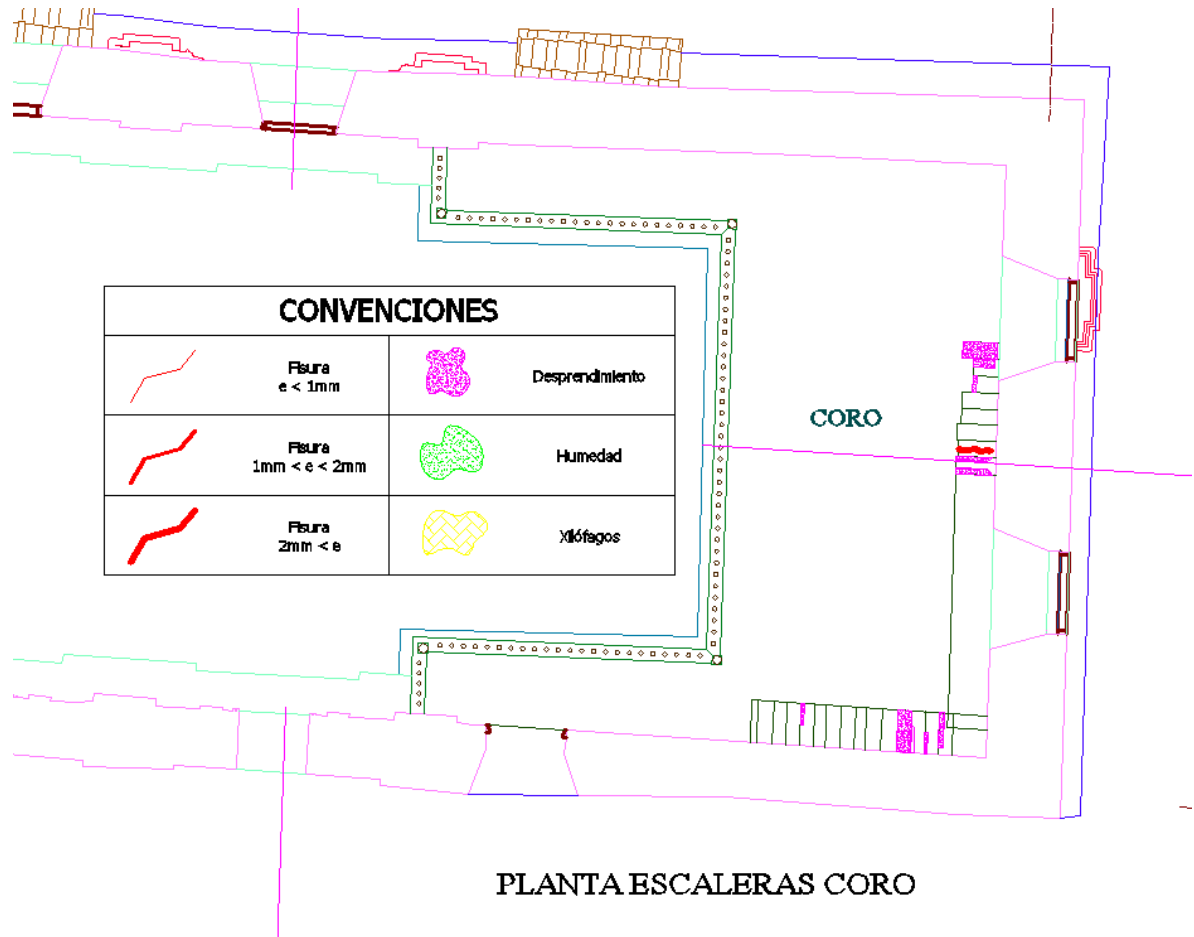 CONVENCIONES
Fisura
e < 1mm
Desprendimiento
Fisura
1mm < e < 2mm
Humedad
Fisura
2mm < e
Xilófagos
CORO
PLANTA ESCALERAS CORO